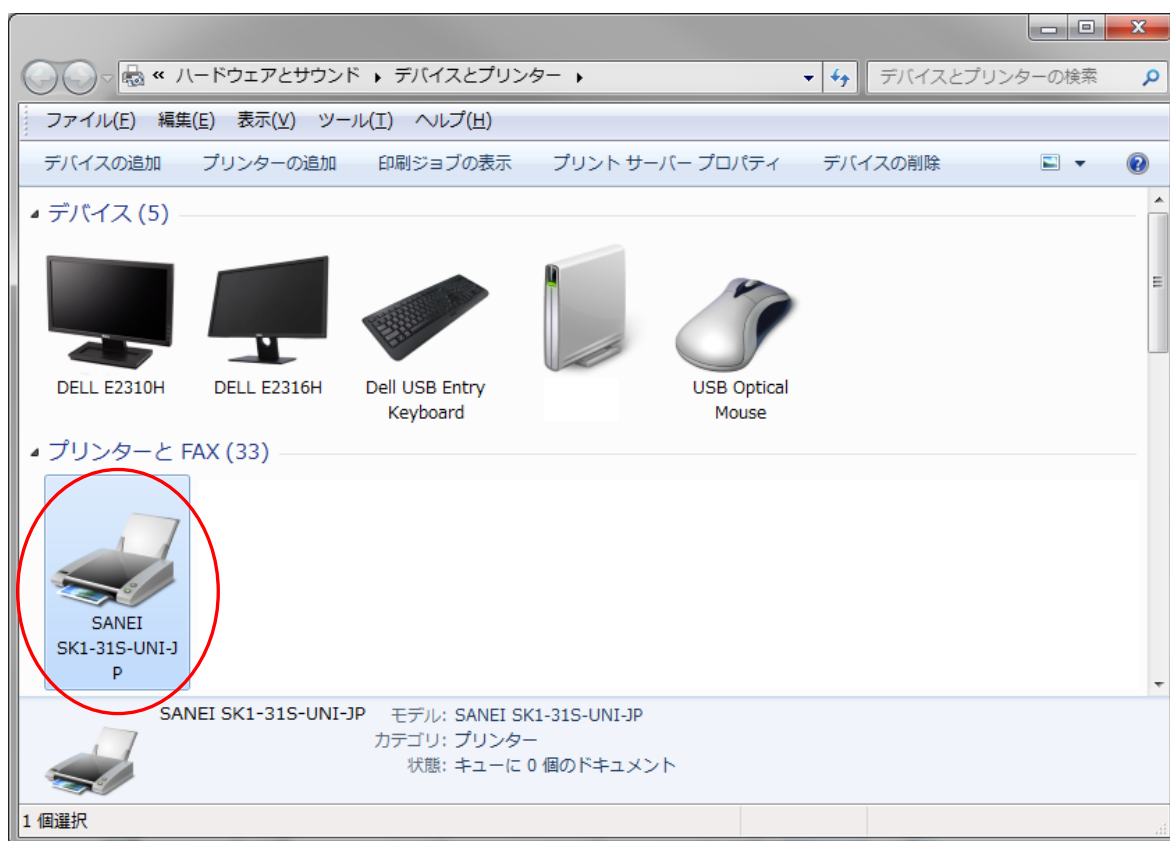 « ハードウェアとサウンド ▸ デバイスとプリンター ▸ デバイスとプリンターの検索
ファイル(F) 編集(E) 表示(V) ツール(T) ヘルプ(H)
デバイスの追加 プリンターの追加 印刷ジョブの表示 プリント サーバー プロパティ デバイスの削除
デバイス (5)
DELL E2310H
DELL E2316H
Dell USB Entry
Keyboard
USB Optical
Mouse
プリンターと FAX (33)
SANEI
SK1-31S-UNI-J
P
SANEI SK1-31S-UNI-JP モデル: SANEI SK1-31S-UNI-JP
カテゴリ: プリンター
状態: キューに 0 個のドキュメント
1 個選択